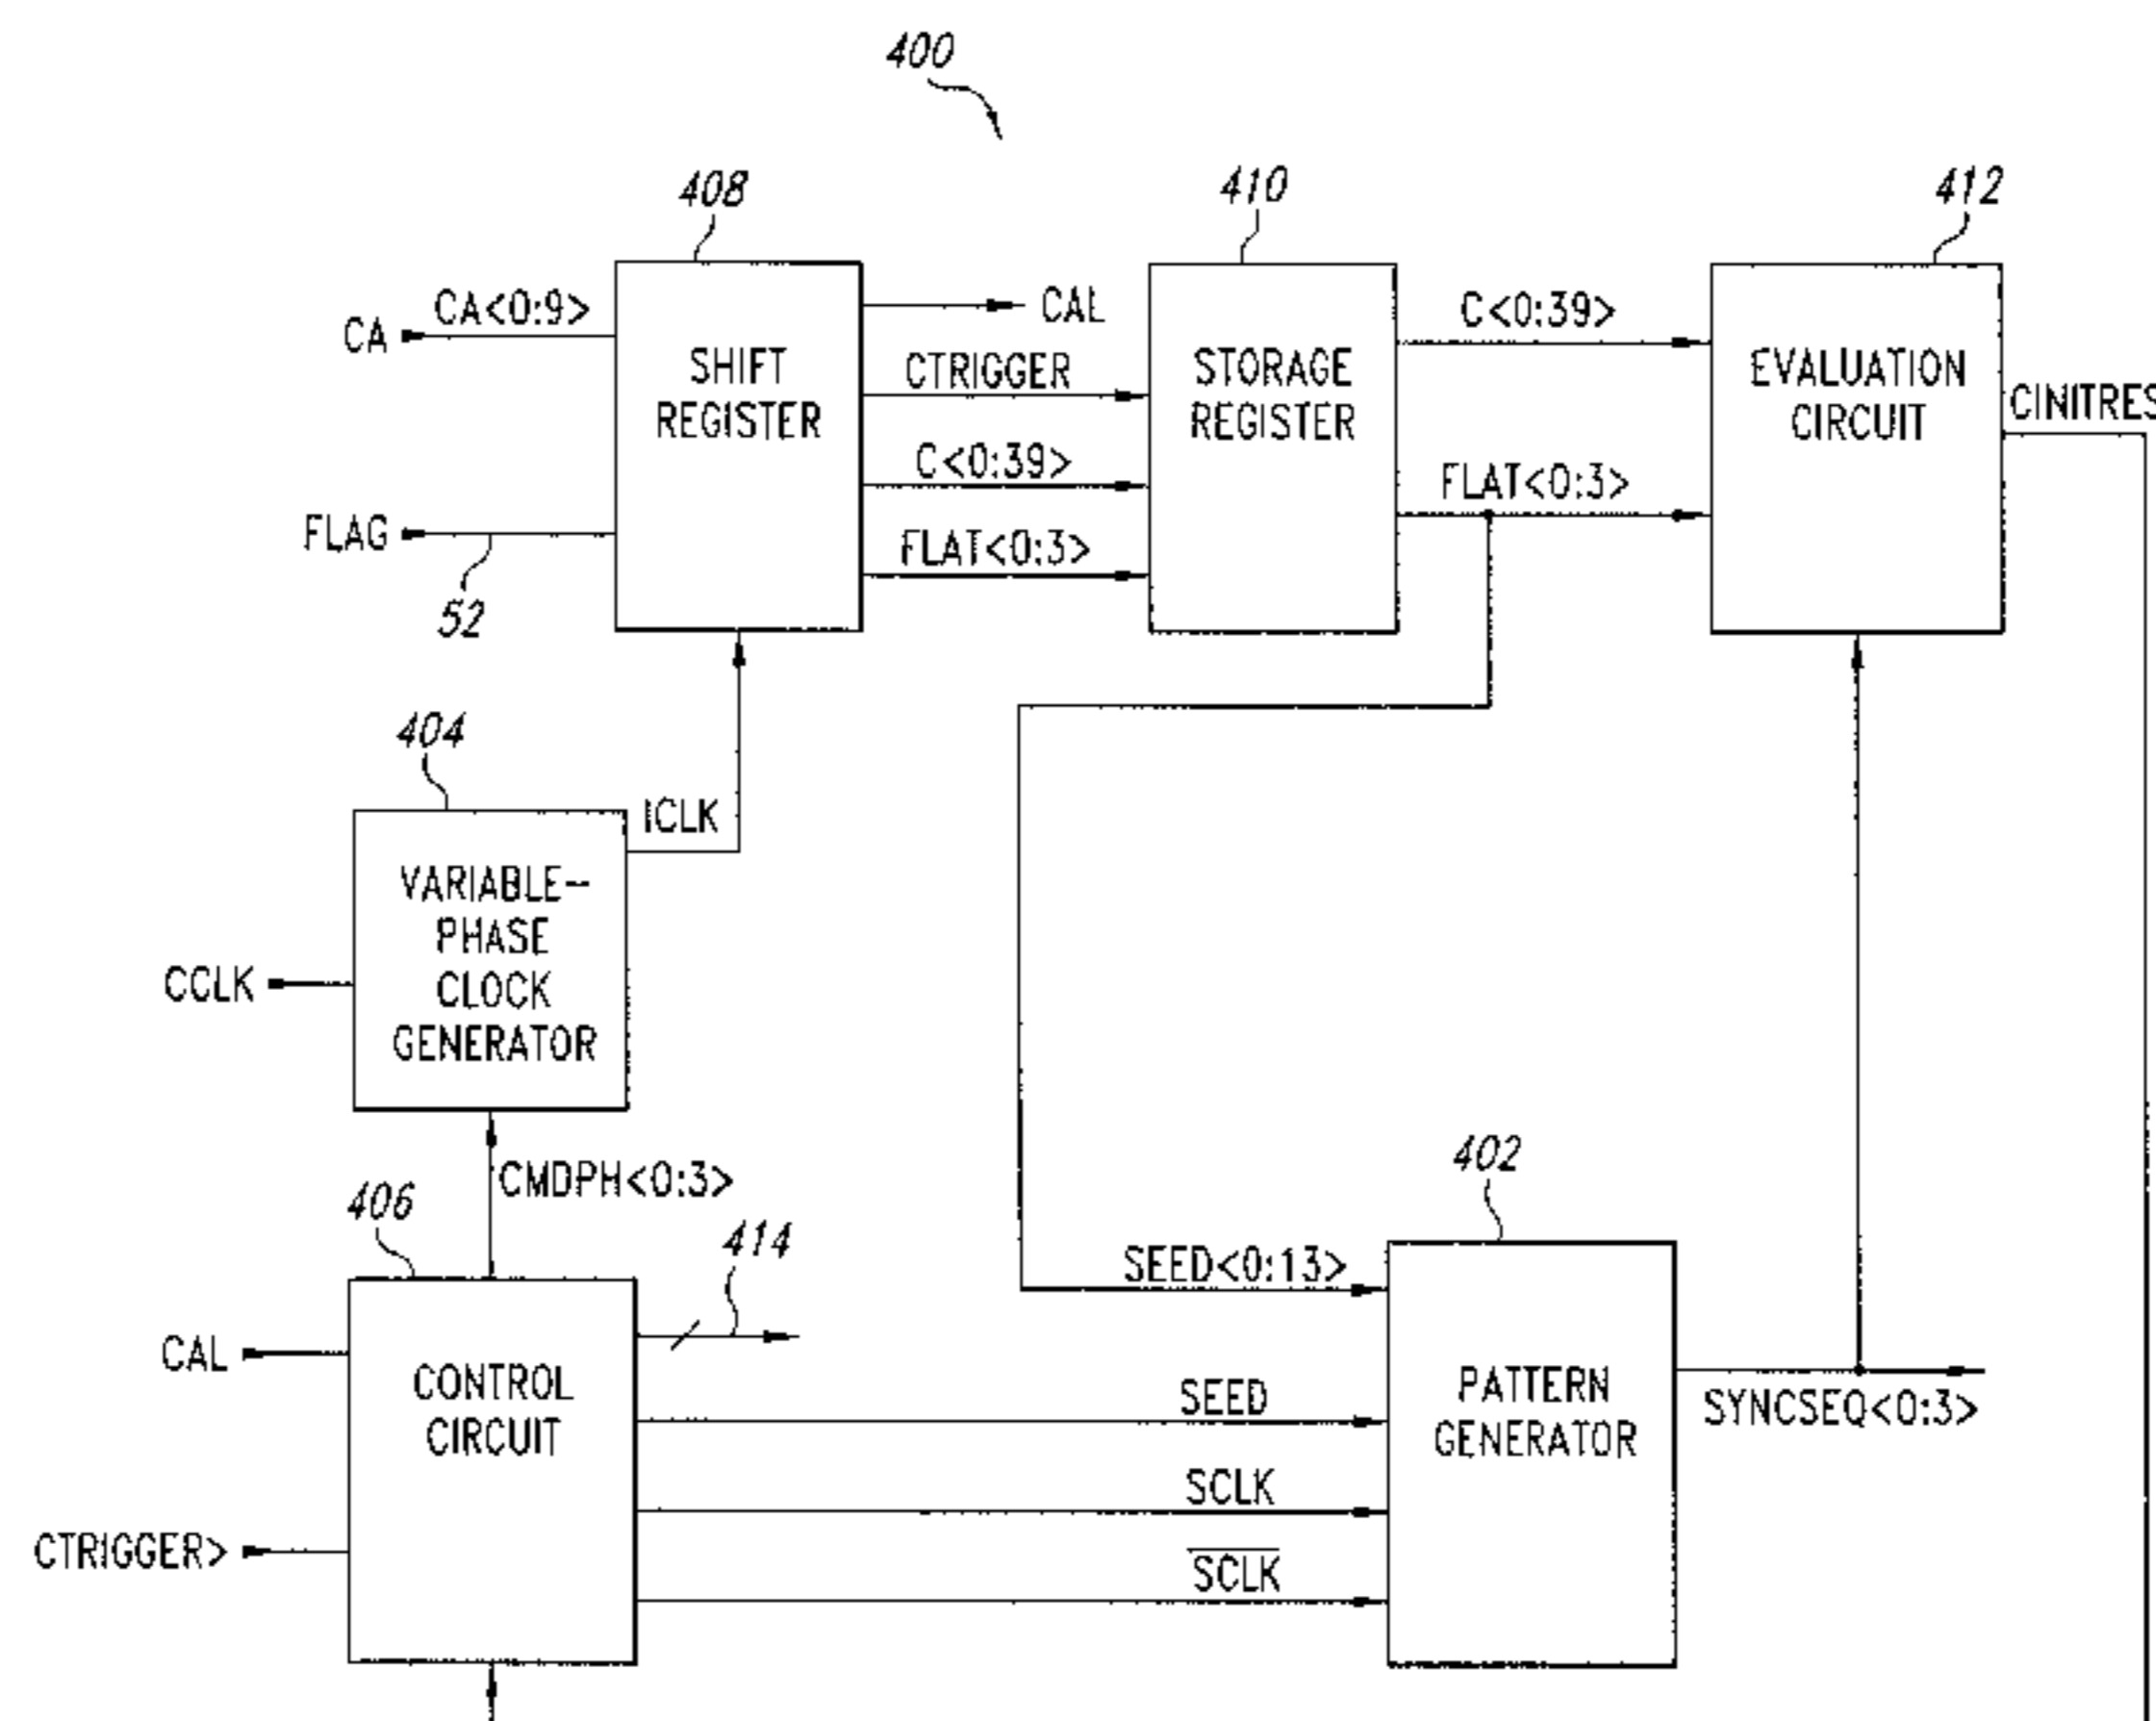 400
408
410
412
CA
CA<0:9>
CAL
C<0:39>
SHIFT
REGISTER
CTRIGGER
STORAGE
REGISTER
EVALUATION
CIRCUIT
CINITRES
C<0:39>
FLAT<0:3>
FLAG
FLAT<0:3>
52
404
ICLK
VARIABLE-
PHASE
CLOCK
GENERATOR
CCLK
402
CMDPH<0:3>
406
414
SEED<0:13>
CAL
CONTROL
CIRCUIT
SEED
PATTERN
GENERATOR
SYNCSEQ<0:3>
SCLK
CTRIGGER>
SCLK